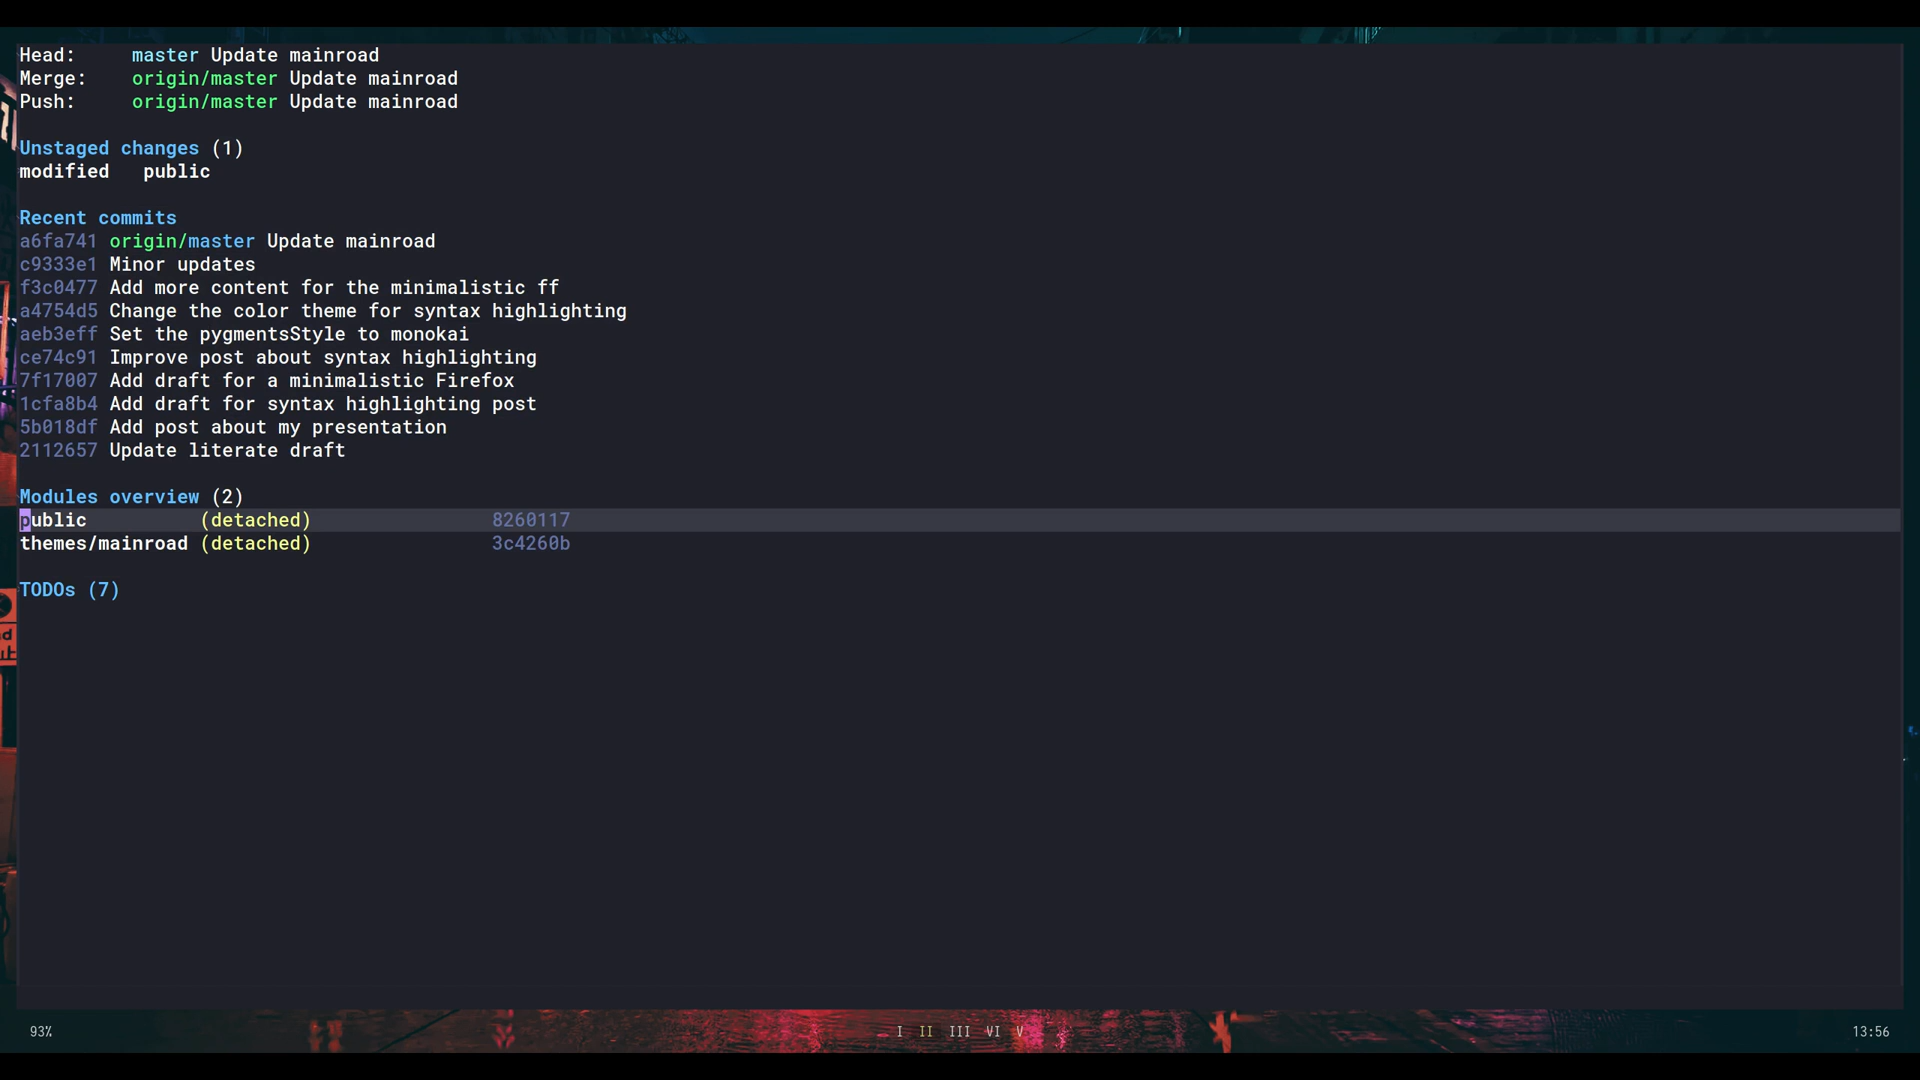 Head:     master Update mainroad
Merge:    origin/master Update mainroad
Push:     origin/master Update mainroad
Unstaged changes (1)
modified   public
Recent commits
a6fa741 origin/master Update mainroad
c9333e1 Minor updates
f3c0477 Add more content for the minimalistic ff
a4754d5 Change the color theme for syntax highlighting
aeb3eff Set the pygmentsStyle to monokai
ce74c91 Improve post about syntax highlighting
7f17007 Add draft for a minimalistic Firefox
1cfa8b4 Add draft for syntax highlighting post
5b018df Add post about my presentation
2112657 Update literate draft
Modules overview (2)
public          (detached)                8260117
themes/mainroad (detached)                3c4260b
TODOs (7)
93% I II III VI V 13:56